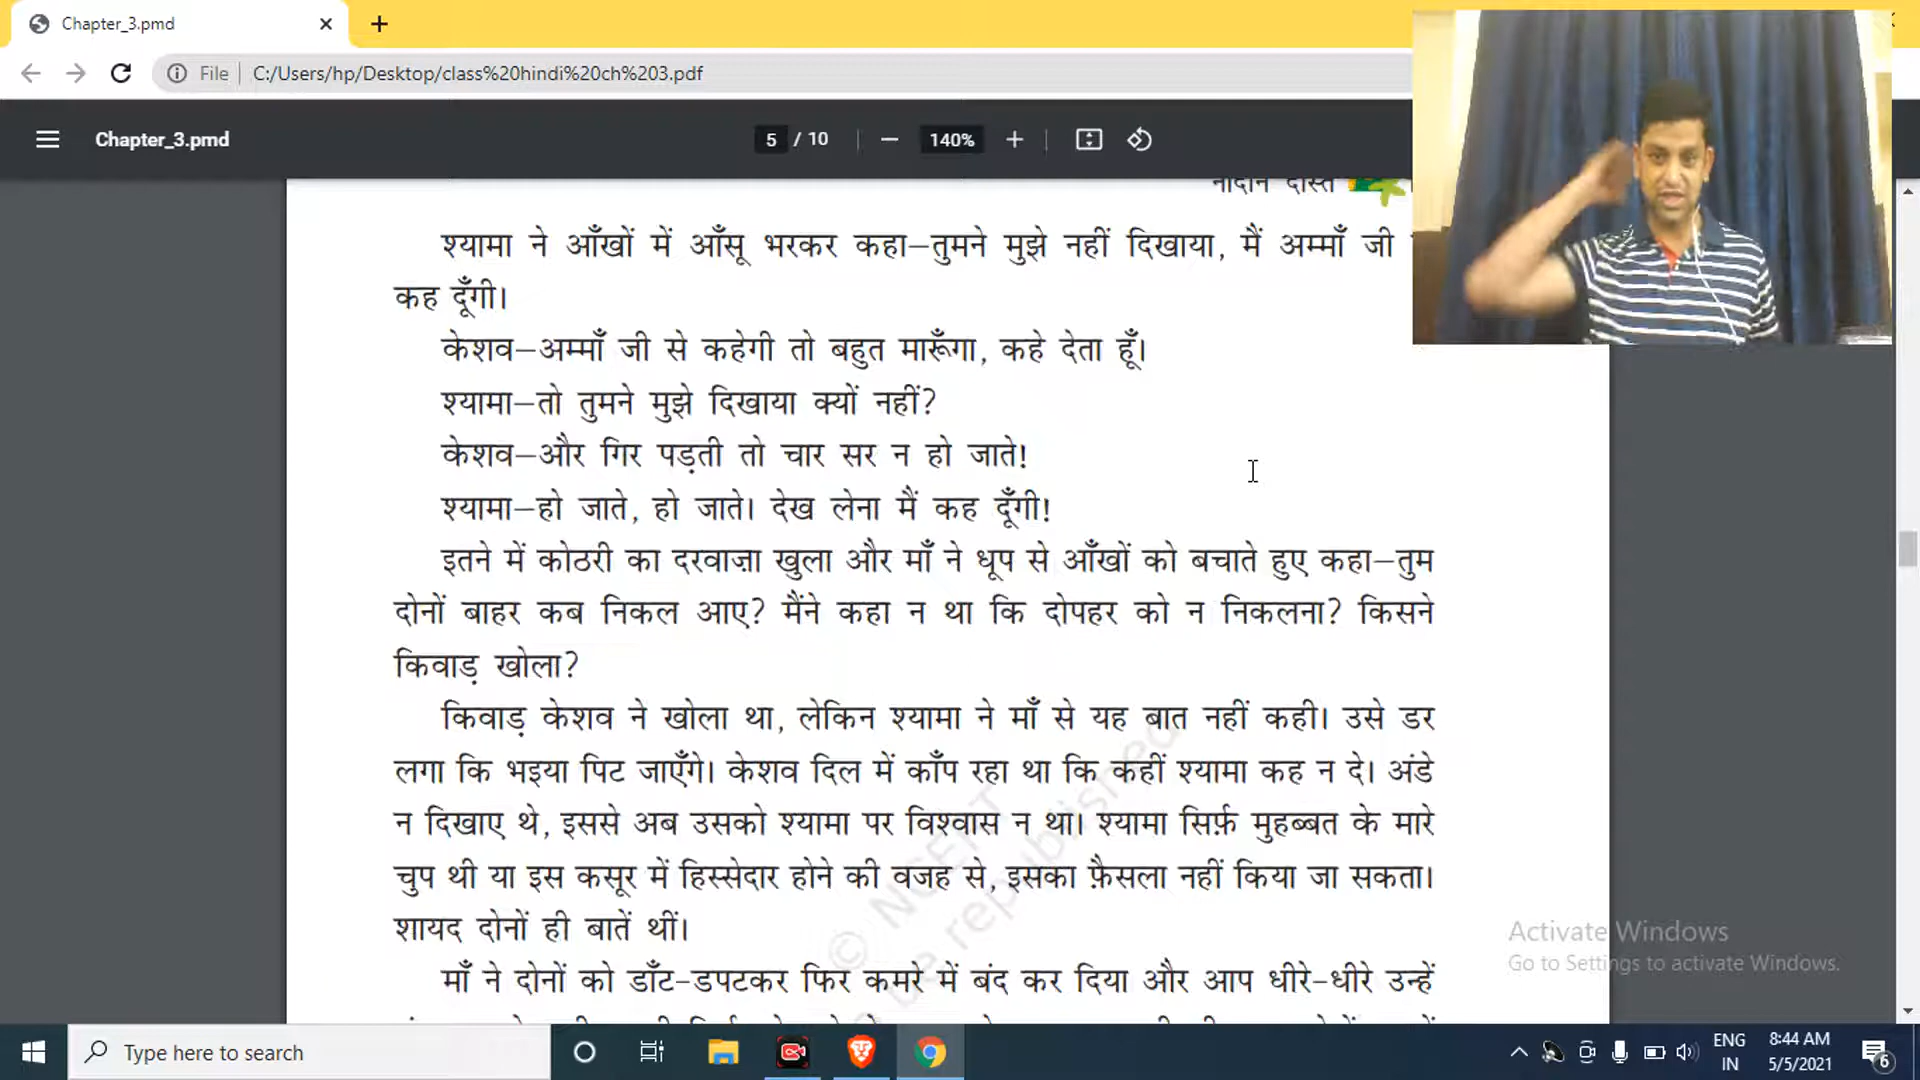 Chapter_3.pmd
File C:/Users/hp/Desktop/class%20hindi%20ch%203.pdf
Chapter_3.pmd 5 / 10 140%
नादान दोस्त
श्यामा ने आँखों में आँसू भरकर कहा–तुमने मुझे नहीं दिखाया, मैं अम्माँ जी
कह दूँगी।
केशव–अम्माँ जी से कहेगी तो बहुत मारूँगा, कहे देता हूँ।
श्यामा–तो तुमने मुझे दिखाया क्यों नहीं?
केशव–और गिर पड़ती तो चार सर न हो जाते!
श्यामा–हो जाते, हो जाते। देख लेना मैं कह दूँगी!
इतने में कोठरी का दरवाज़ा खुला और माँ ने धूप से आँखों को बचाते हुए कहा–तुम
दोनों बाहर कब निकल आए? मैंने कहा न था कि दोपहर को न निकलना? किसने
किवाड़ खोला?
किवाड़ केशव ने खोला था, लेकिन श्यामा ने माँ से यह बात नहीं कही। उसे डर
लगा कि भइया पिट जाएँगे। केशव दिल में काँप रहा था कि कहीं श्यामा कह न दे। अंडे
न दिखाए थे, इससे अब उसको श्यामा पर विश्वास न था। श्यामा सिर्फ़ मुहब्बत के मारे
चुप थी या इस कसूर में हिस्सेदार होने की वजह से, इसका फ़ैसला नहीं किया जा सकता।
शायद दोनों ही बातें थीं।
माँ ने दोनों को डाँट-डपटकर फिर कमरे में बंद कर दिया और आप धीरे-धीरे उन्हें
© NCERT
be republished
Activate Windows
Go to Settings to activate Windows.
Type here to search
ENG 8:44 AM
IN 5/5/2021 6